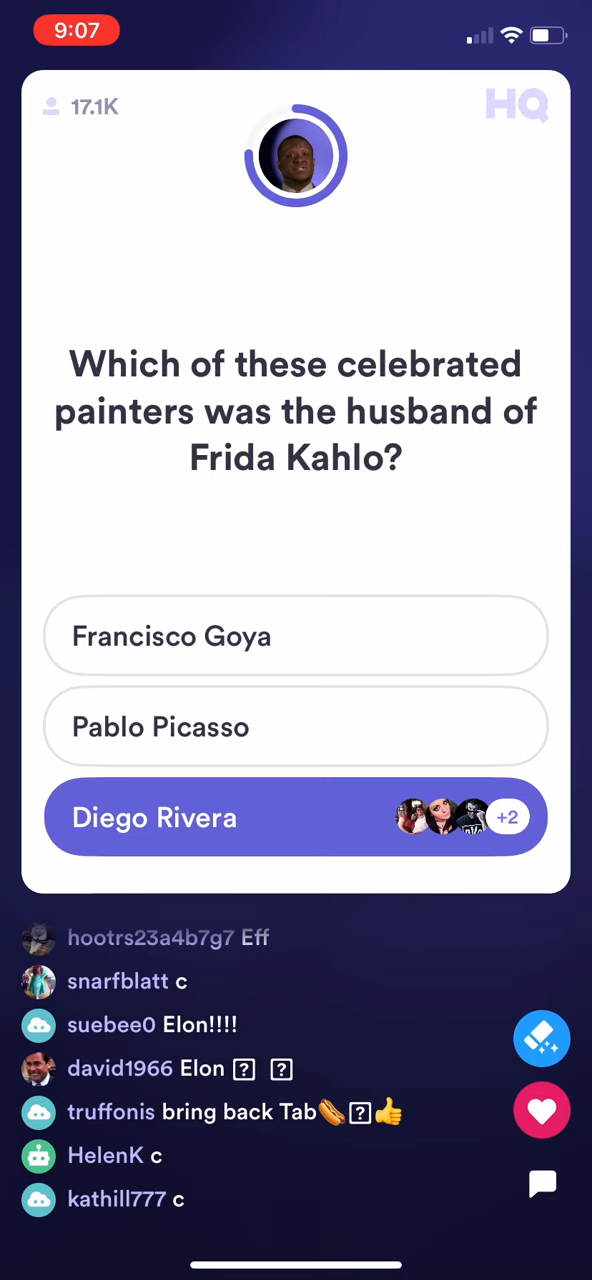 9:07
17.1K
HQ
Which of these celebrated
painters was the husband of
Frida Kahlo?
Francisco Goya
Pablo Picasso
Diego Rivera +2
hootrs23a4b7g7 Eff
snarfblatt c
suebee0 Elon!!!!
david1966 Elon
truffonis bring back Tab🌭👍
HelenK c
kathill777 c